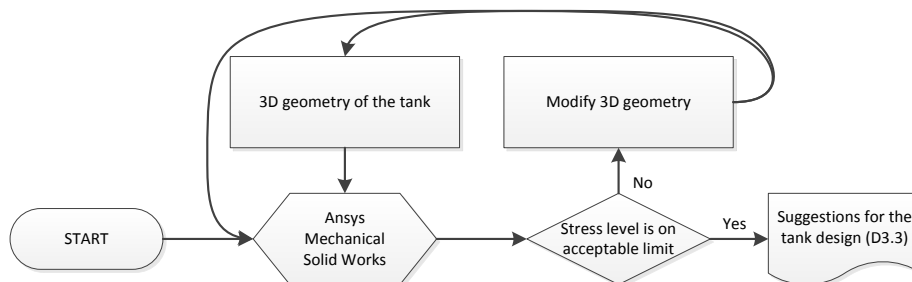 3D geometry of the tank
Modify 3D geometry
No
START
Ansys
Mechanical
Solid Works
Stress level is on
acceptable limit
Yes
Suggestions for the
tank design (D3.3)